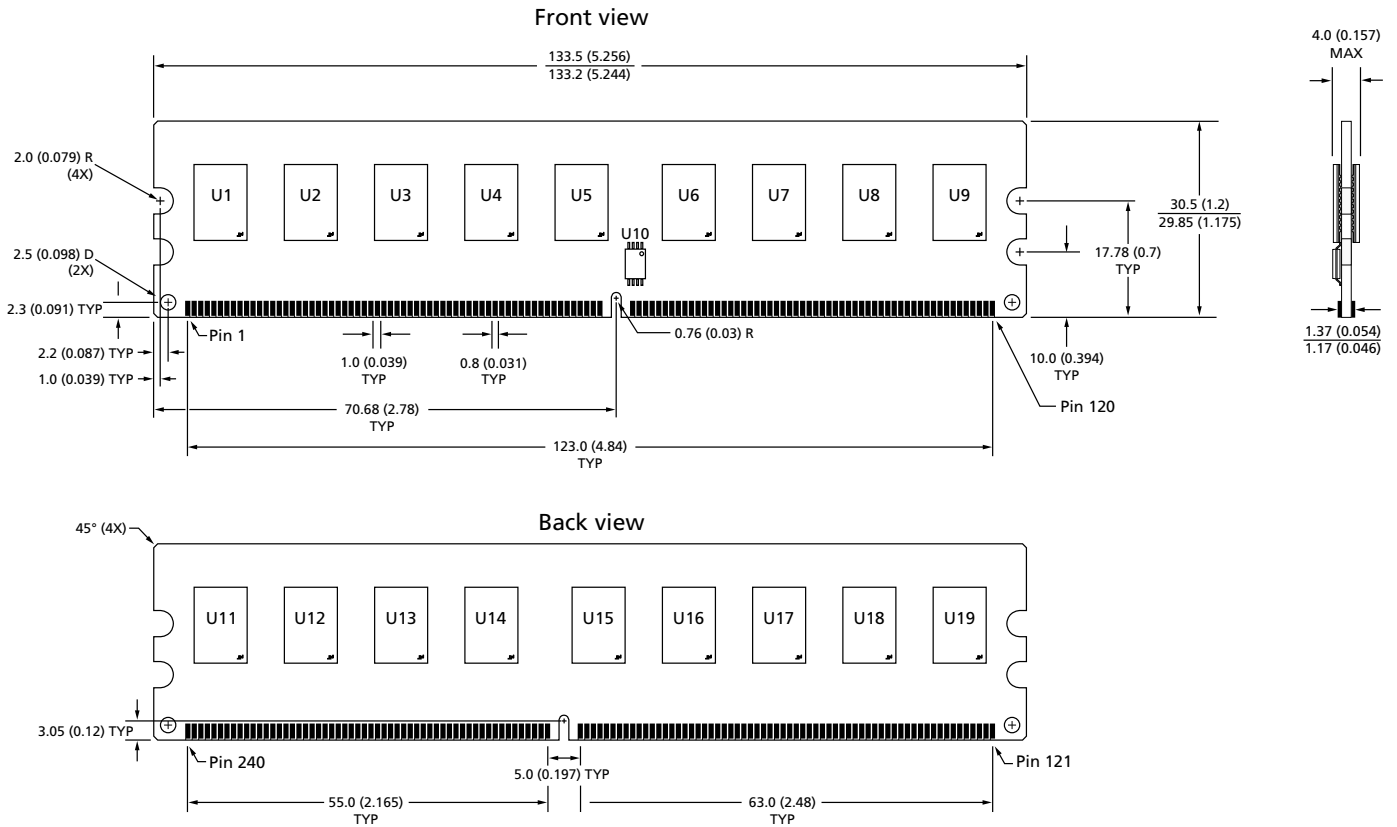 Front view
133.5 (5.256)
133.2 (5.244)
4.0 (0.157)
MAX
2.0 (0.079) R
(4X)
U1 U2 U3 U4 U5 U6 U7 U8 U9
U10
30.5 (1.2)
29.85 (1.175)
17.78 (0.7)
TYP
2.5 (0.098) D
(2X)
2.3 (0.091) TYP
Pin 1
0.76 (0.03) R
2.2 (0.087) TYP
1.0 (0.039)
TYP
0.8 (0.031)
TYP
10.0 (0.394)
TYP
1.37 (0.054)
1.17 (0.046)
1.0 (0.039) TYP
70.68 (2.78)
TYP
Pin 120
123.0 (4.84)
TYP
Back view
45° (4X)
U11 U12 U13 U14 U15 U16 U17 U18 U19
3.05 (0.12) TYP
Pin 240
Pin 121
5.0 (0.197) TYP
55.0 (2.165)
TYP
63.0 (2.48)
TYP